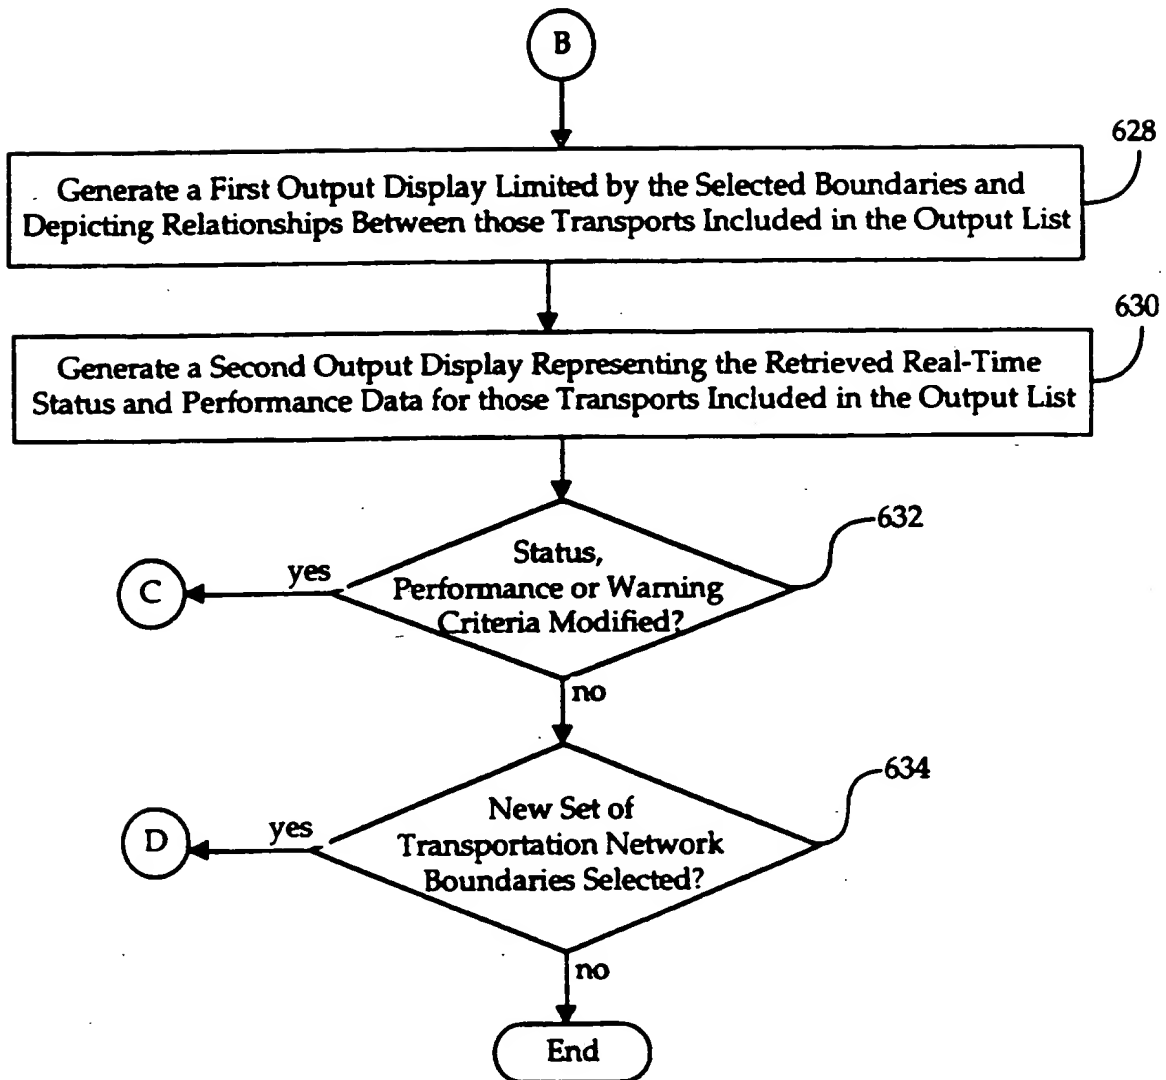 B
628
Generate a First Output Display Limited by the Selected Boundaries and
Depicting Relationships Between those Transports Included in the Output List
630
Generate a Second Output Display Representing the Retrieved Real-Time
Status and Performance Data for those Transports Included in the Output List
632
Status,
Performance or Warning
Criteria Modified?
yes
C
no
634
New Set of
Transportation Network
Boundaries Selected?
yes
D
no
End